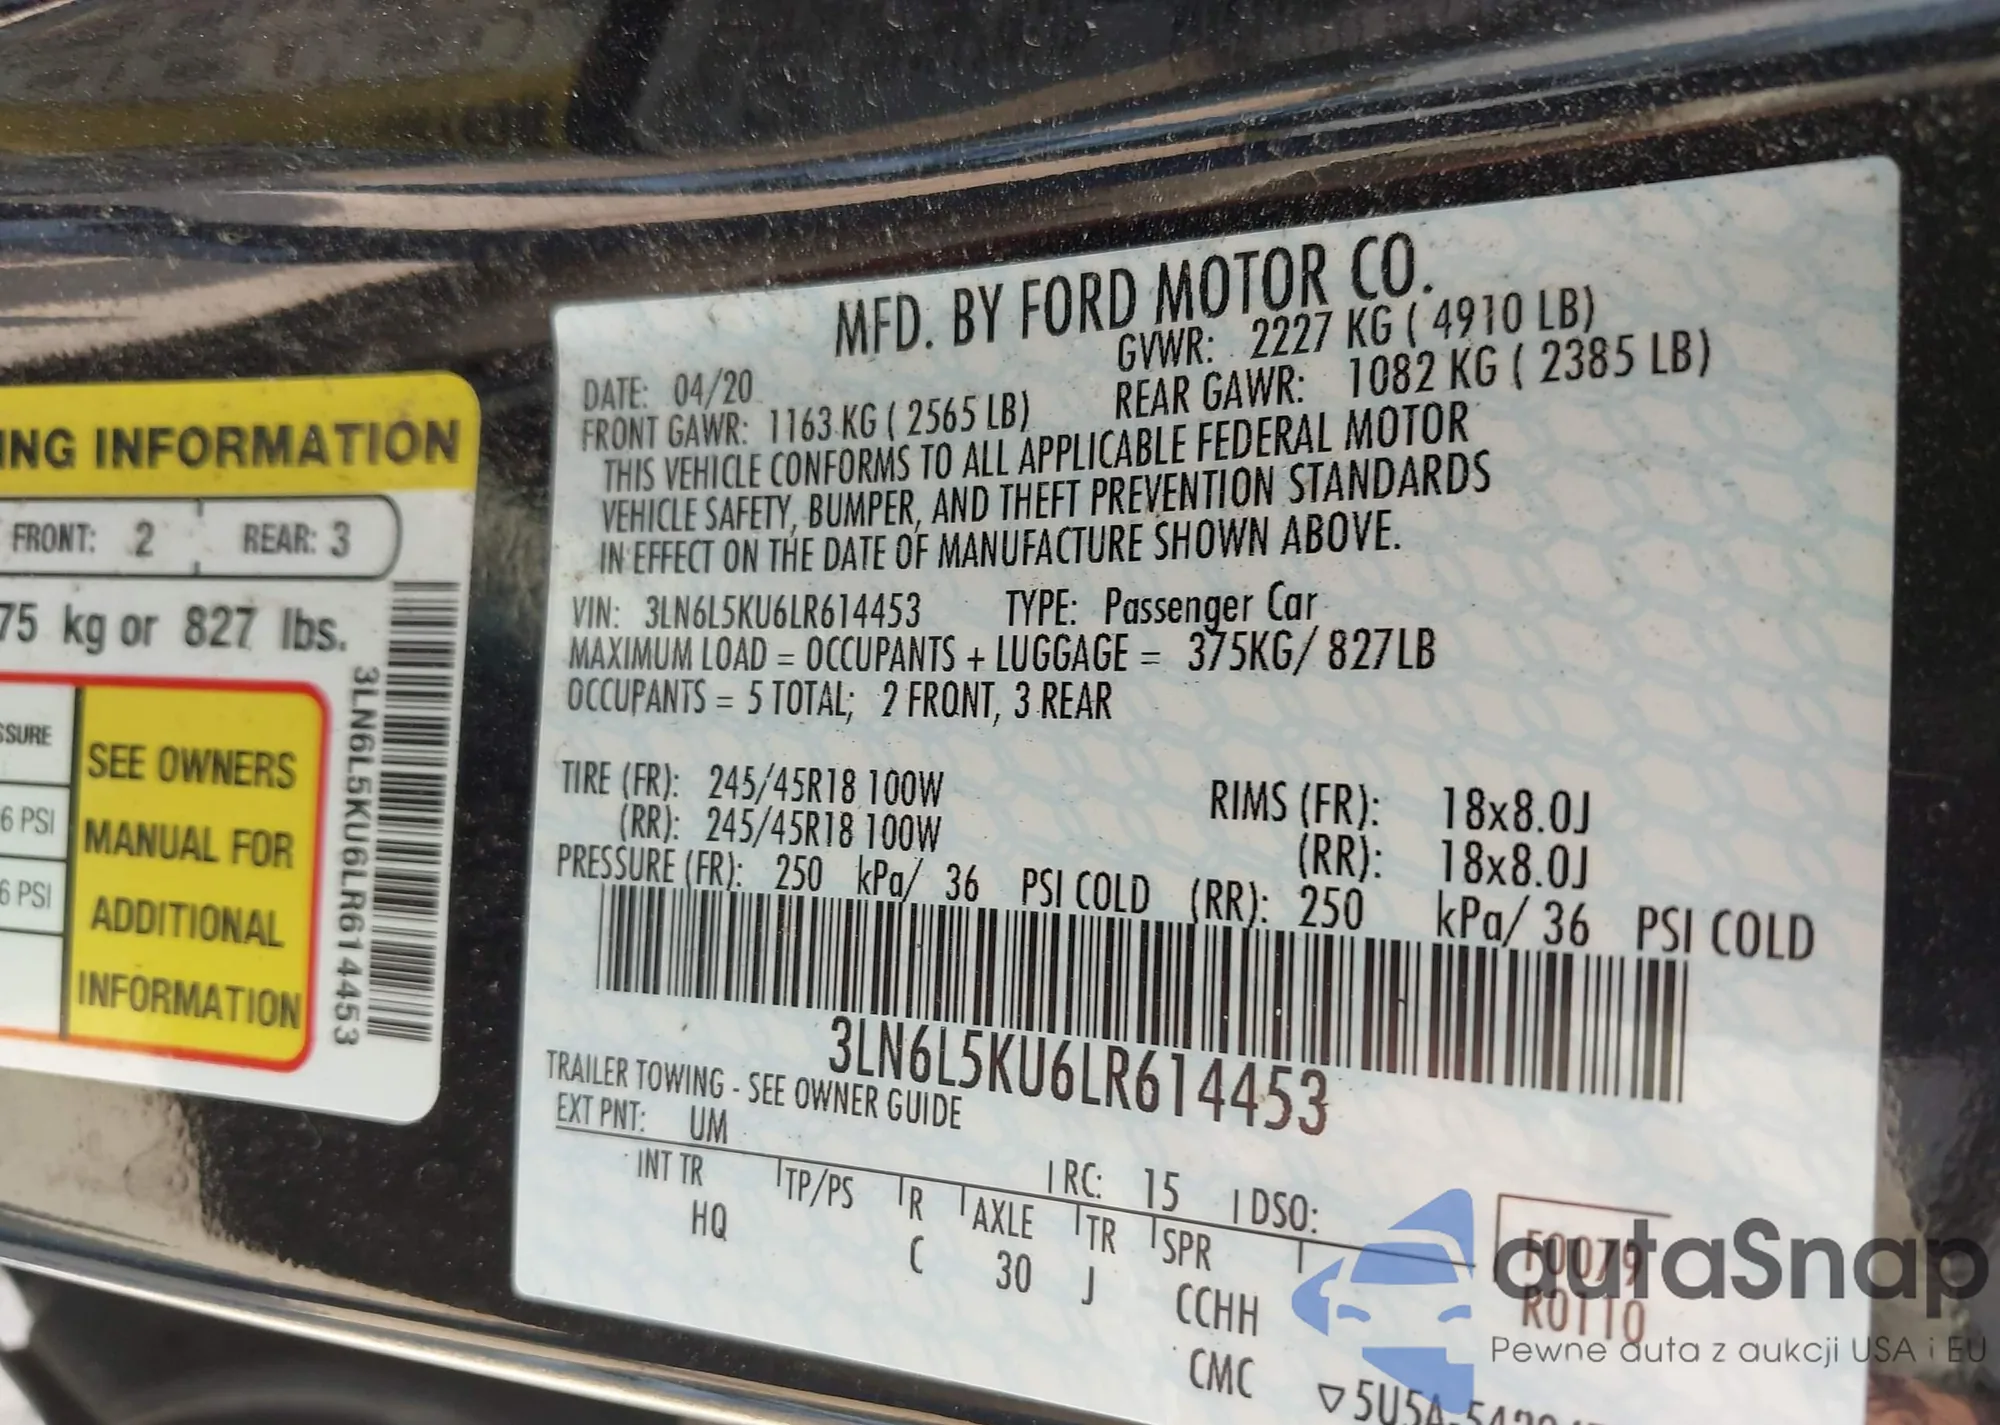 ING INFORMATION
FRONT: 2 REAR: 3
75 kg or 827 lbs.
SSURE
6 PSI
6 PSI
SEE OWNERS
MANUAL FOR
ADDITIONAL
INFORMATION
3LN6L5KU6LR614453
MFD. BY FORD MOTOR CO.
DATE: 04/20 GVWR: 2227 KG ( 4910 LB)
FRONT GAWR: 1163 KG ( 2565 LB) REAR GAWR: 1082 KG ( 2385 LB)
THIS VEHICLE CONFORMS TO ALL APPLICABLE FEDERAL MOTOR
VEHICLE SAFETY, BUMPER, AND THEFT PREVENTION STANDARDS
IN EFFECT ON THE DATE OF MANUFACTURE SHOWN ABOVE.
VIN: 3LN6L5KU6LR614453 TYPE: Passenger Car
MAXIMUM LOAD = OCCUPANTS + LUGGAGE = 375KG/ 827LB
OCCUPANTS = 5 TOTAL; 2 FRONT, 3 REAR
TIRE (FR): 245/45R18 100W RIMS (FR): 18x8.0J
(RR): 245/45R18 100W (RR): 18x8.0J
PRESSURE (FR): 250 kPa/ 36 PSI COLD (RR): 250 kPa/ 36 PSI COLD
3LN6L5KU6LR614453
TRAILER TOWING - SEE OWNER GUIDE
EXT PNT: UM RC: 15 DSO:
INT TR TP/PS R AXLE TR SPR
HQ C 30 J CCHH
CMC
F0079
R0110
▽5U5A
autaSnap
Pewne auta z aukcji USA i EU